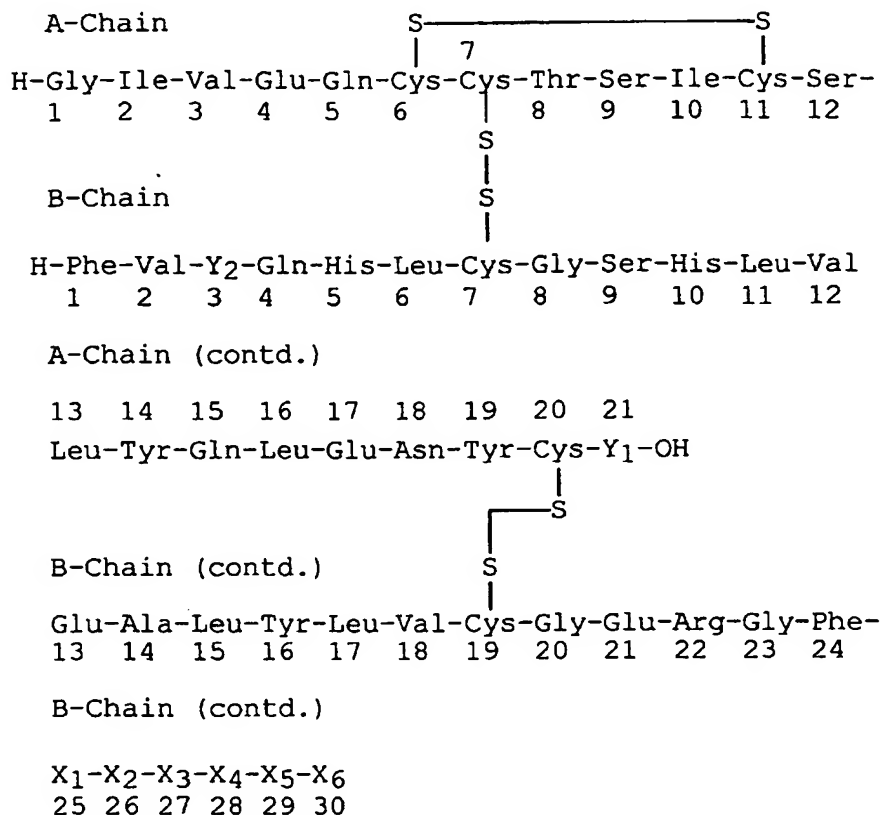 A-Chain
S S
7
H-Gly-Ile-Val-Glu-Gln-Cys-Cys-Thr-Ser-Ile-Cys-Ser-
1 2 3 4 5 6 8 9 10 11 12
S
B-Chain
S
H-Phe-Val-Y2-Gln-His-Leu-Cys-Gly-Ser-His-Leu-Val
1 2 3 4 5 6 7 8 9 10 11 12
A-Chain (contd.)
13 14 15 16 17 18 19 20 21
Leu-Tyr-Gln-Leu-Glu-Asn-Tyr-Cys-Y1-OH
S
B-Chain (contd.)
S
Glu-Ala-Leu-Tyr-Leu-Val-Cys-Gly-Glu-Arg-Gly-Phe-
13 14 15 16 17 18 19 20 21 22 23 24
B-Chain (contd.)
X1-X2-X3-X4-X5-X6
25 26 27 28 29 30